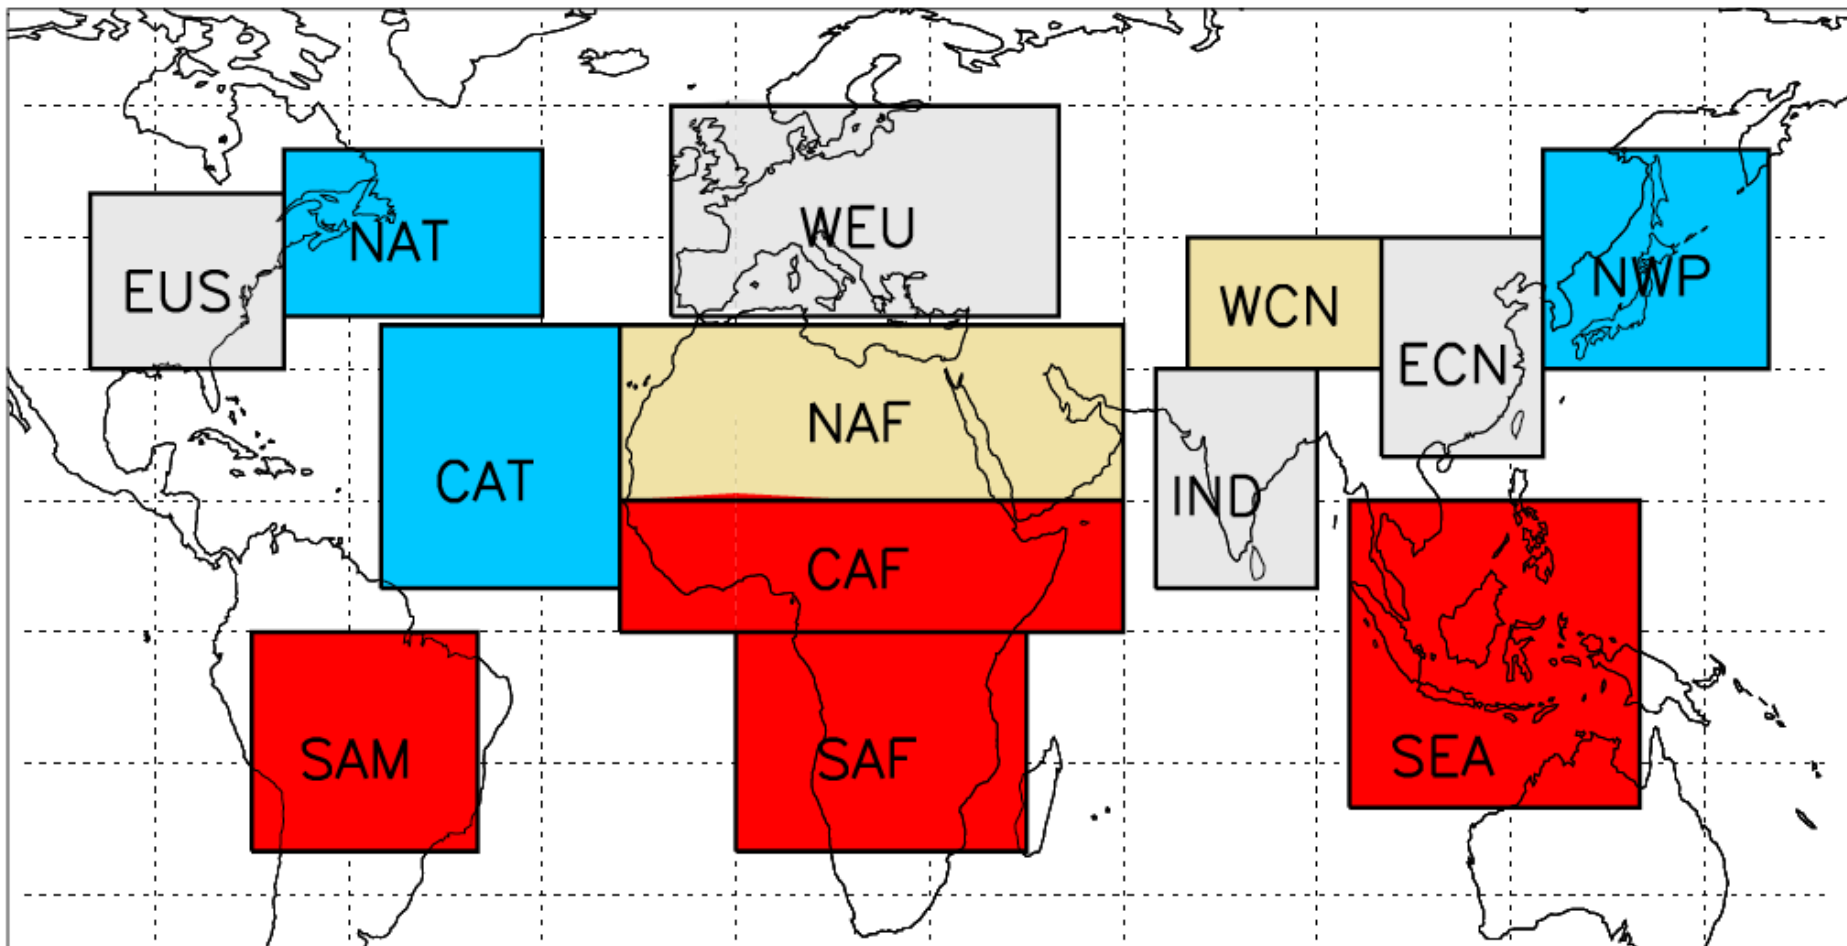 NAT
WEU
EUS
WCN
NWP
ECN
NAF
CAT
IND
CAF
SAM
SAF
SEA